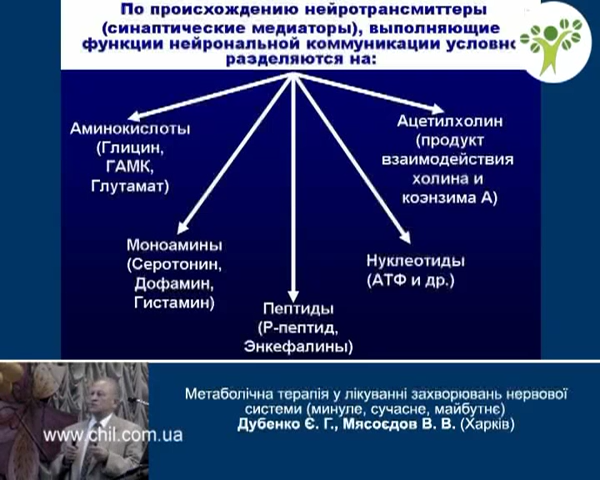 По происхождению нейротрансмиттеры
(синаптические медиаторы), выполняющие
функции нейрональной коммуникации условно
разделяются на:
Аминокислоты
(Глицин,
ГАМК,
Глутамат)
Ацетилхолин
(продукт
взаимодействия
холина и
коэнзима А)
Моноамины
(Серотонин,
Дофамин,
Гистамин)
Нуклеотиды
(АТФ и др.)
Пептиды
(Р-пептид,
Энкефалины)
Метаболічна терапія у лікуванні захворювань нервової
системи (минуле, сучасне, майбутнє)
Дубенко Є. Г., Мясоєдов В. В. (Харків)
www.chil.com.ua